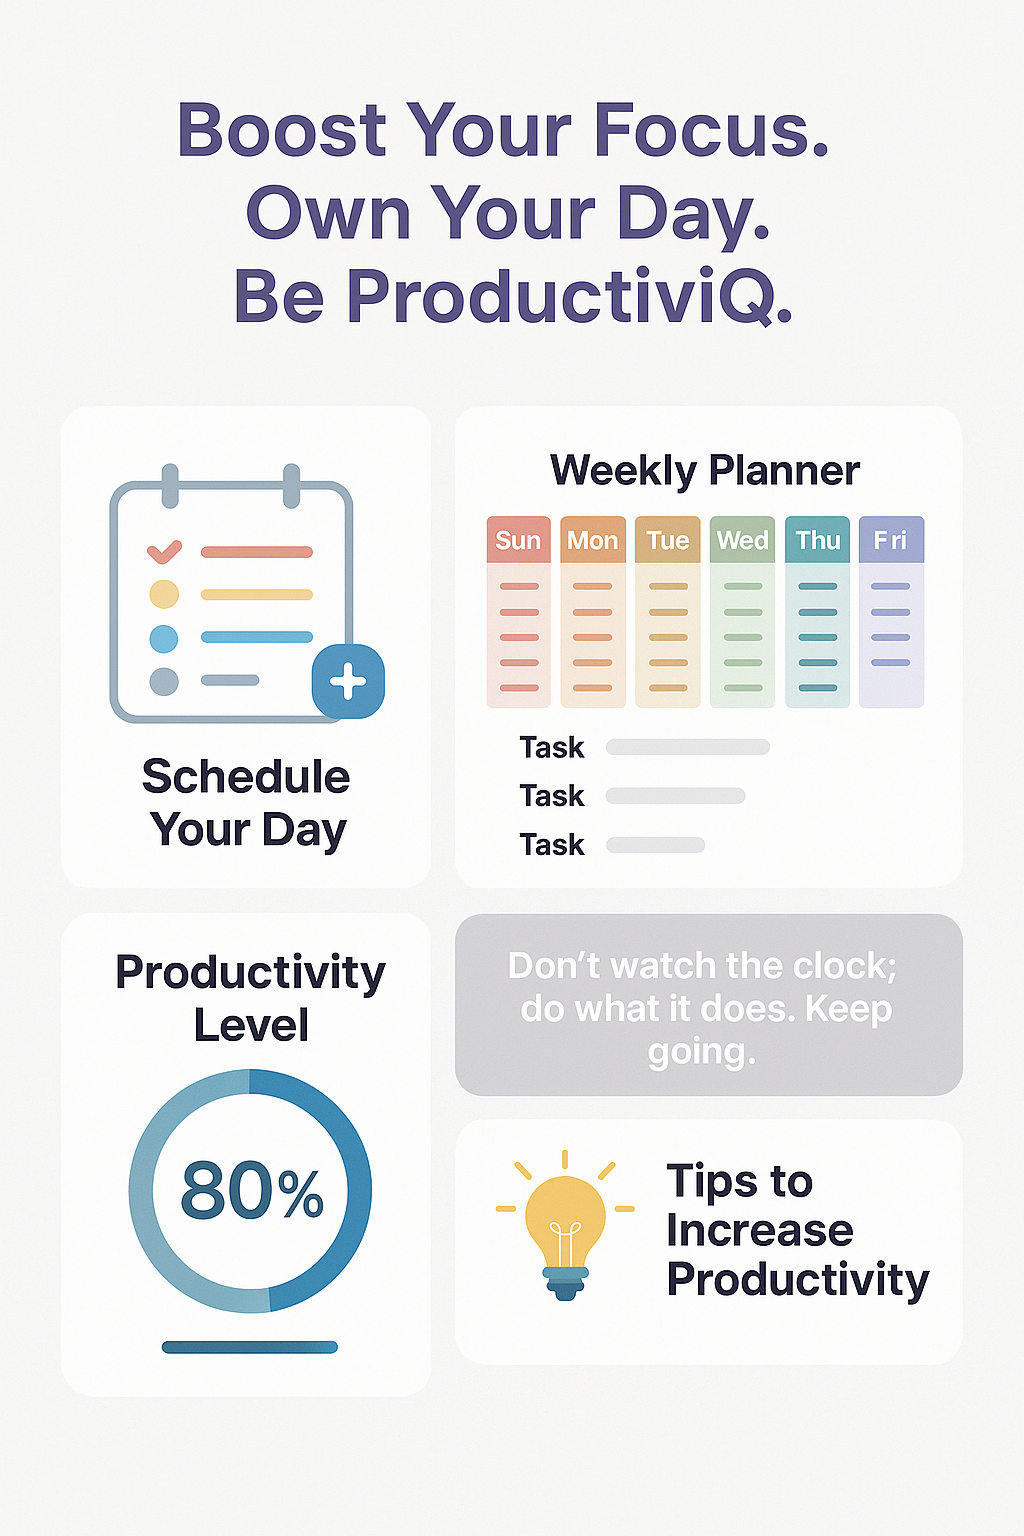 Boost Your Focus.
Own Your Day.
Be ProductiviQ.
Schedule
Your Day
Weekly Planner
Sun Mon Tue Wed Thu Fri
Task
Task
Task
Productivity
Level
80%
Don't watch the clock;
do what it does. Keep
going.
Tips to
Increase
Productivity